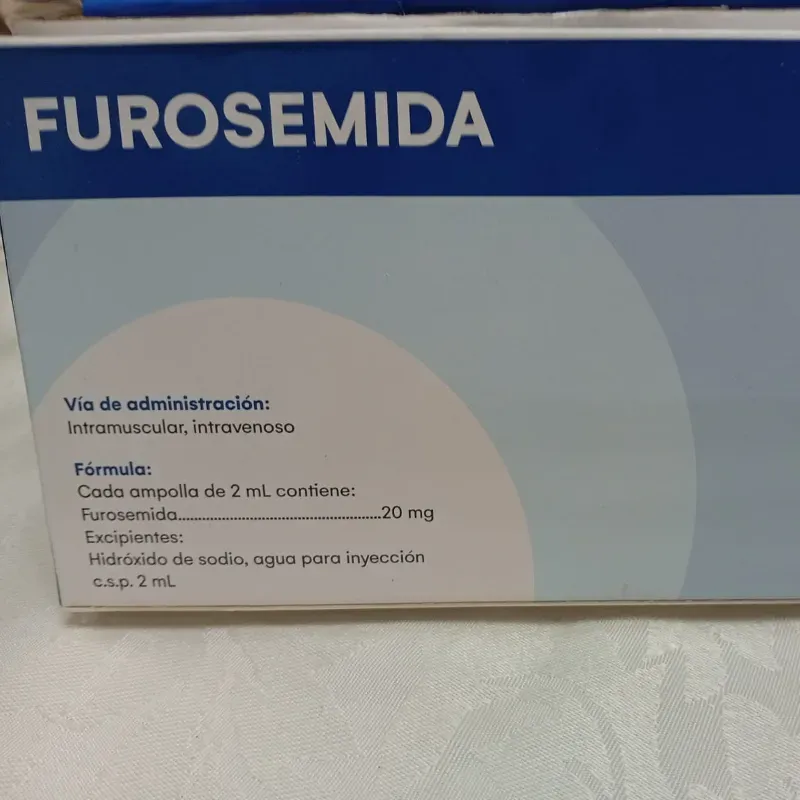 FUROSEMIDA
Vía de administración:
Intramuscular, intravenoso
Fórmula:
Cada ampolla de 2 mL contiene:
Furosemida...................................................20 mg
Excipientes:
Hidróxido de sodio, agua para inyección
c.s.p. 2 mL